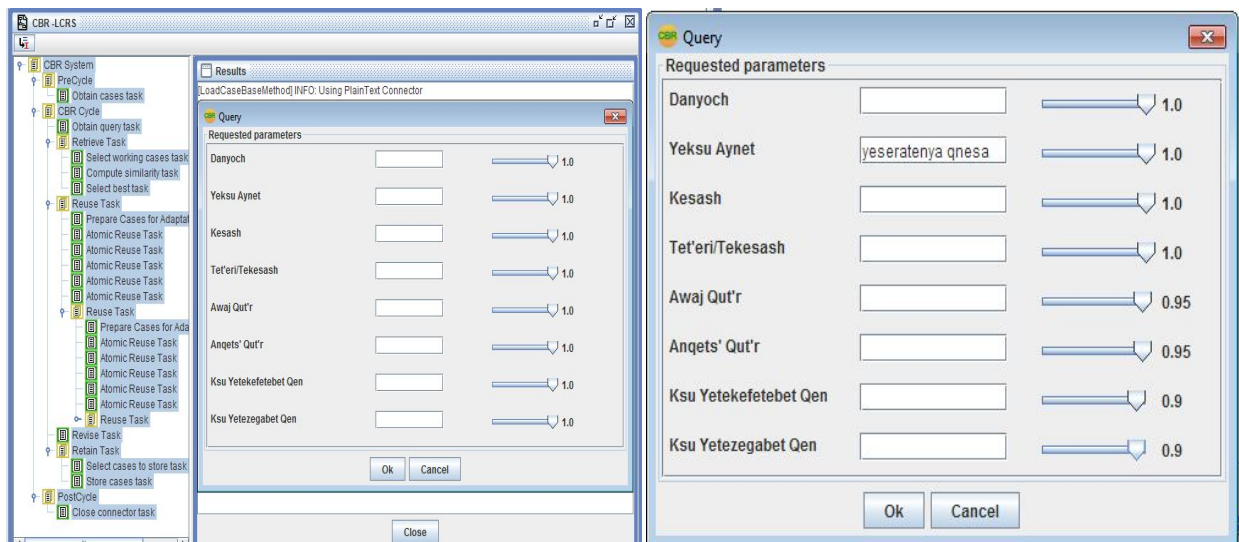 CBR -LCRS
CBR System
PreCycle
Obtain cases task
CBR Cycle
Obtain query task
Retrieve Task
Select working cases task
Compute similarity task
Select best task
Reuse Task
Prepare Cases for Adaptat
Atomic Reuse Task
Atomic Reuse Task
Atomic Reuse Task
Atomic Reuse Task
Atomic Reuse Task
Reuse Task
Prepare Cases for Ada
Atomic Reuse Task
Atomic Reuse Task
Atomic Reuse Task
Atomic Reuse Task
Atomic Reuse Task
Reuse Task
Revise Task
Retain Task
Select cases to store task
Store cases task
PostCycle
Close connector task
Results
[LoadCaseBaseMethod] INFO: Using PlainText Connector
CBR Query
Requested parameters
Danyoch 1.0
Yeksu Aynet 1.0
Kesash 1.0
Tet'eri/Tekesash 1.0
Awaj Qut'r 1.0
Anqets' Qut'r 1.0
Ksu Yetekefetebet Qen 1.0
Ksu Yetezegabet Qen 1.0
Ok Cancel
Close
CBR Query
Requested parameters
Danyoch 1.0
Yeksu Aynet yeseratenya qnesa 1.0
Kesash 1.0
Tet'eri/Tekesash 1.0
Awaj Qut'r 0.95
Anqets' Qut'r 0.95
Ksu Yetekefetebet Qen 0.9
Ksu Yetezegabet Qen 0.9
Ok Cancel